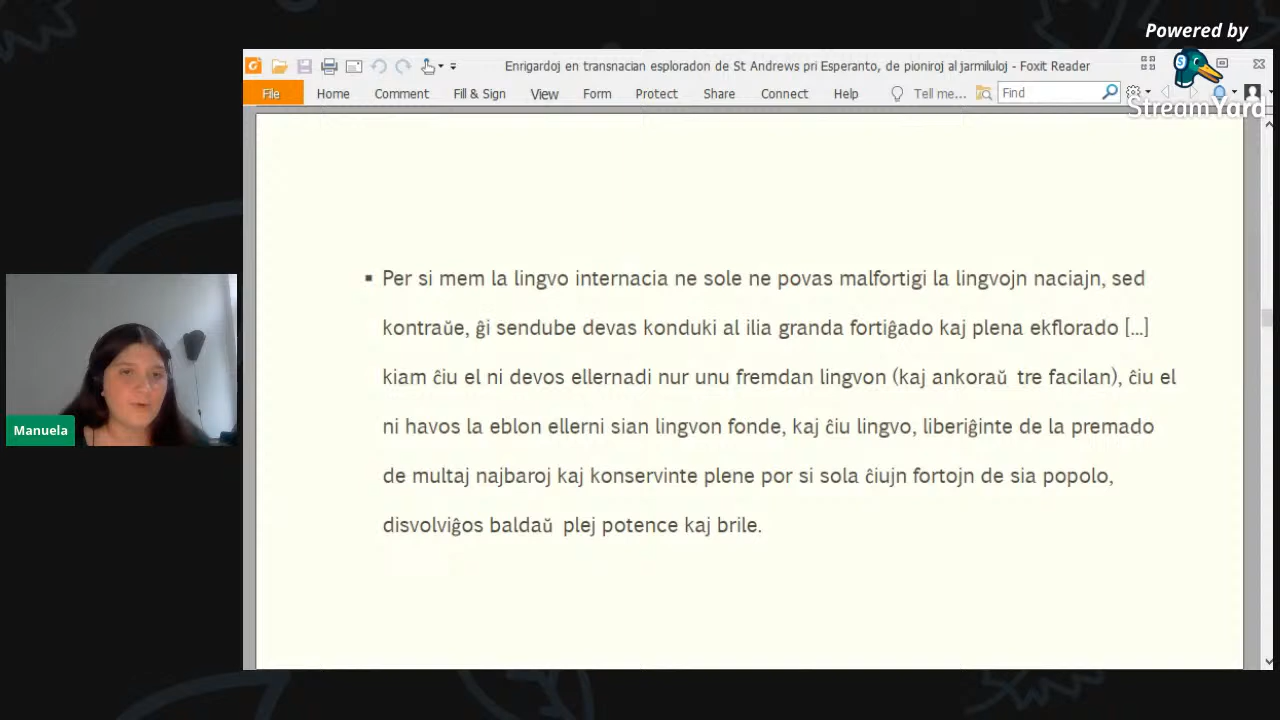 Powered by
StreamYard
Enrigardoj en transnacian esploradon de St Andrews pri Esperanto, de pioniroj al jarmiluloj - Foxit Reader
File Home Comment Fill & Sign View Form Protect Share Connect Help Tell me... Find
▪ Per si mem la lingvo internacia ne sole ne povas malfortigi la lingvojn naciajn, sed
kontraŭe, ĝi sendube devas konduki al ilia granda fortiĝado kaj plena ekflorado [...]
kiam ĉiu el ni devos ellernadi nur unu fremdan lingvon (kaj ankoraŭ tre facilan), ĉiu el
ni havos la eblon ellerni sian lingvon fonde, kaj ĉiu lingvo, liberiĝinte de la premado
de multaj najbaroj kaj konservinte plene por si sola ĉiujn fortojn de sia popolo,
disvolviĝos baldaŭ plej potence kaj brile.
Manuela